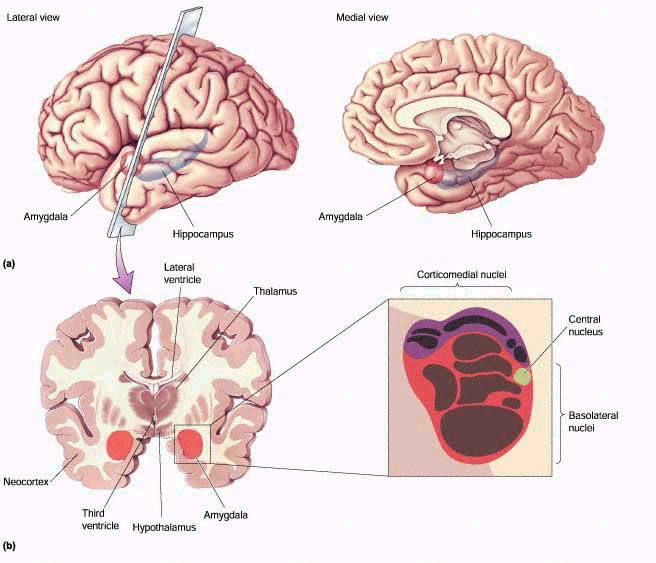 Lateral view
Medial view
Amygdala
Hippocampus
Amygdala
Hippocampus
(a)
Lateral
ventricle
Thalamus
Corticomedial nuclei
Central
nucleus
Basolateral
nuclei
Neocortex
Third
ventricle
Hypothalamus
Amygdala
(b)